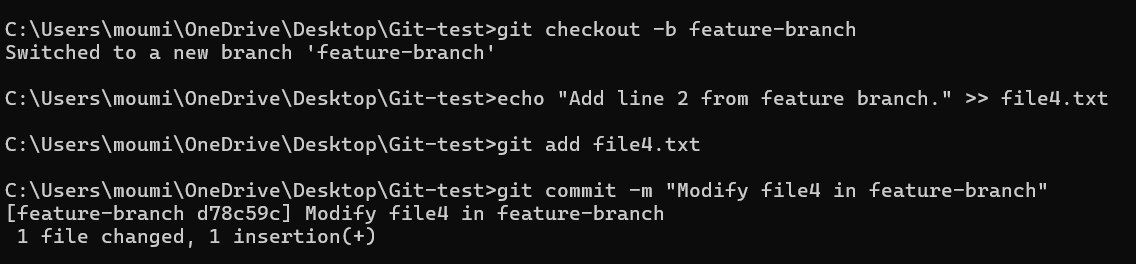 C:\Users\moumi\OneDrive\Desktop\Git-test>git checkout -b feature-branch
Switched to a new branch 'feature-branch'
C:\Users\moumi\OneDrive\Desktop\Git-test>echo "Add line 2 from feature branch." >> file4.txt
C:\Users\moumi\OneDrive\Desktop\Git-test>git add file4.txt
C:\Users\moumi\OneDrive\Desktop\Git-test>git commit -m "Modify file4 in feature-branch"
[feature-branch d78c59c] Modify file4 in feature-branch
 1 file changed, 1 insertion(+)